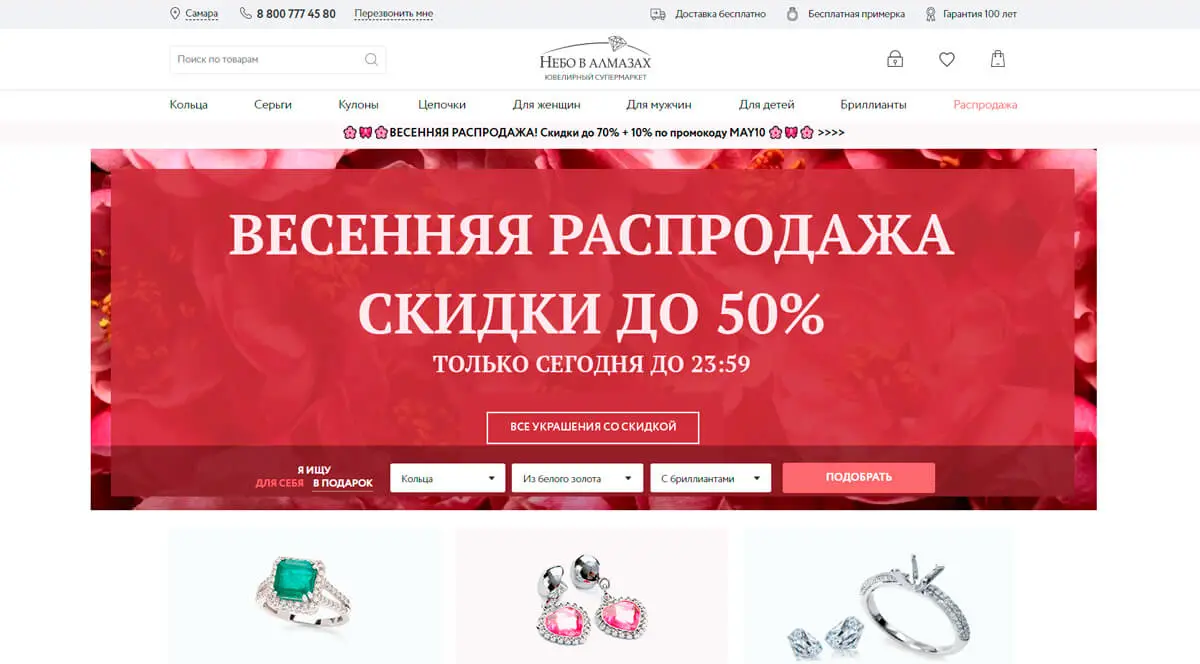 Самара
8 800 777 45 80
Перезвонить мне
Доставка бесплатно
Бесплатная примерка
Гарантия 100 лет
Поиск по товарам
НЕБО В АЛМАЗАХ
ЮВЕЛИРНЫЙ СУПЕРМАРКЕТ
Кольца
Серьги
Кулоны
Цепочки
Для женщин
Для мужчин
Для детей
Бриллианты
Распродажа
🌸🎀🌸ВЕСЕННЯЯ РАСПРОДАЖА! Скидки до 70% + 10% по промокоду MAY10 🌸🎀🌸 >>>>
ВЕСЕННЯЯ РАСПРОДАЖА
СКИДКИ ДО 50%
ТОЛЬКО СЕГОДНЯ ДО 23:59
ВСЕ УКРАШЕНИЯ СО СКИДКОЙ
Я ИЩУ
ДЛЯ СЕБЯ В ПОДАРОК
Кольца
Из белого золота
С бриллиантами
ПОДОБРАТЬ